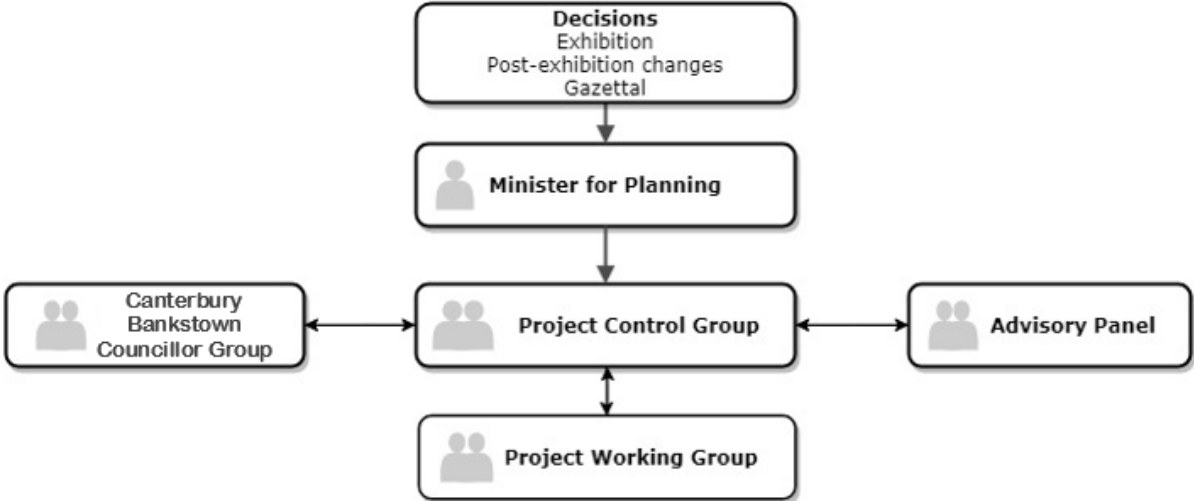 Decisions
Exhibition
Post-exhibition changes
Gazettal
Minister for Planning
Canterbury
Bankstown
Councillor Group
Project Control Group
Advisory Panel
Project Working Group